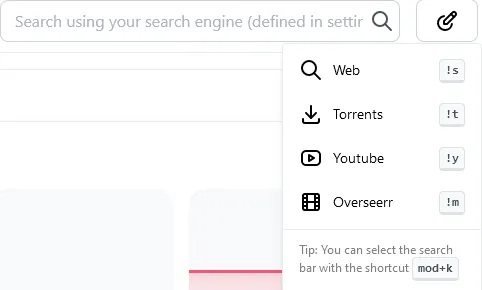 Search using your search engine (defined in settin
Web !s
Torrents !t
Youtube !y
Overseerr !m
Tip: You can select the search
bar with the shortcut mod+k